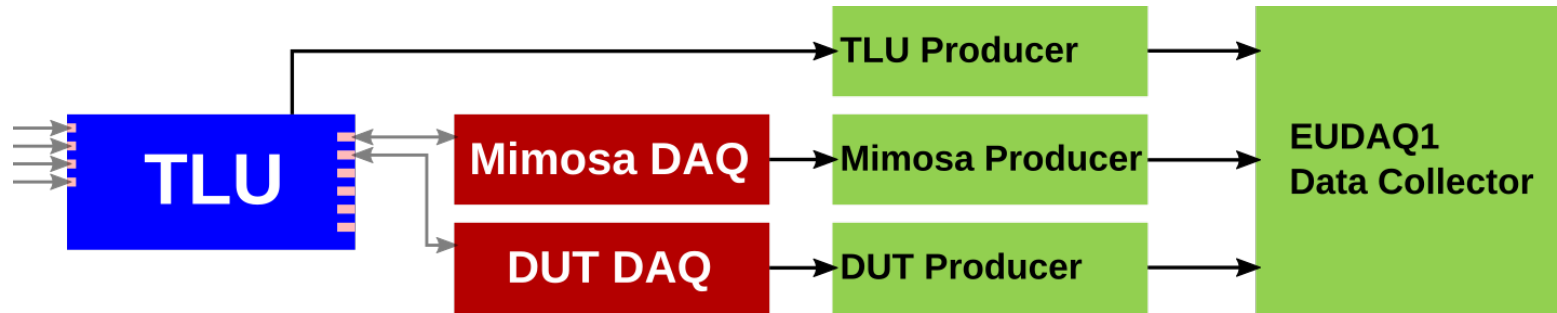 TLU Producer
TLU
Mimosa DAQ
Mimosa Producer
EUDAQ1
Data Collector
DUT DAQ
DUT Producer